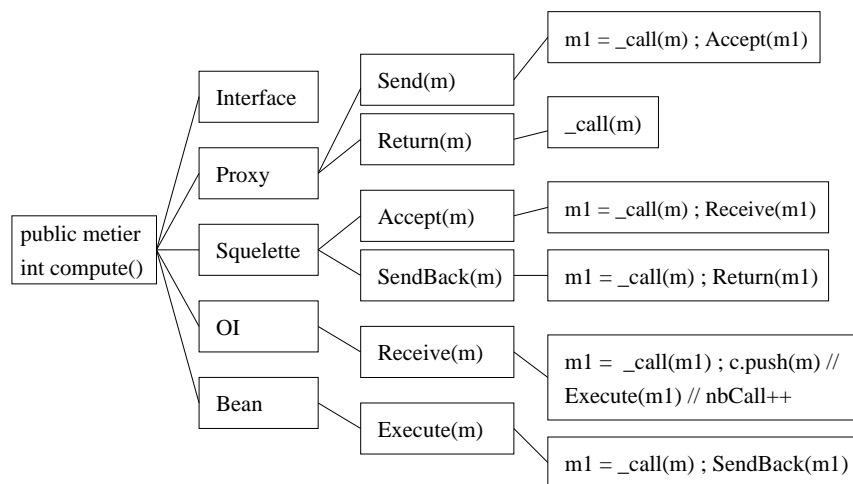 public metier
int compute()
Interface
Proxy
Squelette
OI
Bean
Send(m)
Return(m)
Accept(m)
SendBack(m)
Receive(m)
Execute(m)
m1 = _call(m) ; Accept(m1)
_call(m)
m1 = _call(m) ; Receive(m1)
m1 = _call(m) ; Return(m1)
m1 = _call(m1) ; c.push(m) //
Execute(m1) // nbCall++
m1 = _call(m) ; SendBack(m1)